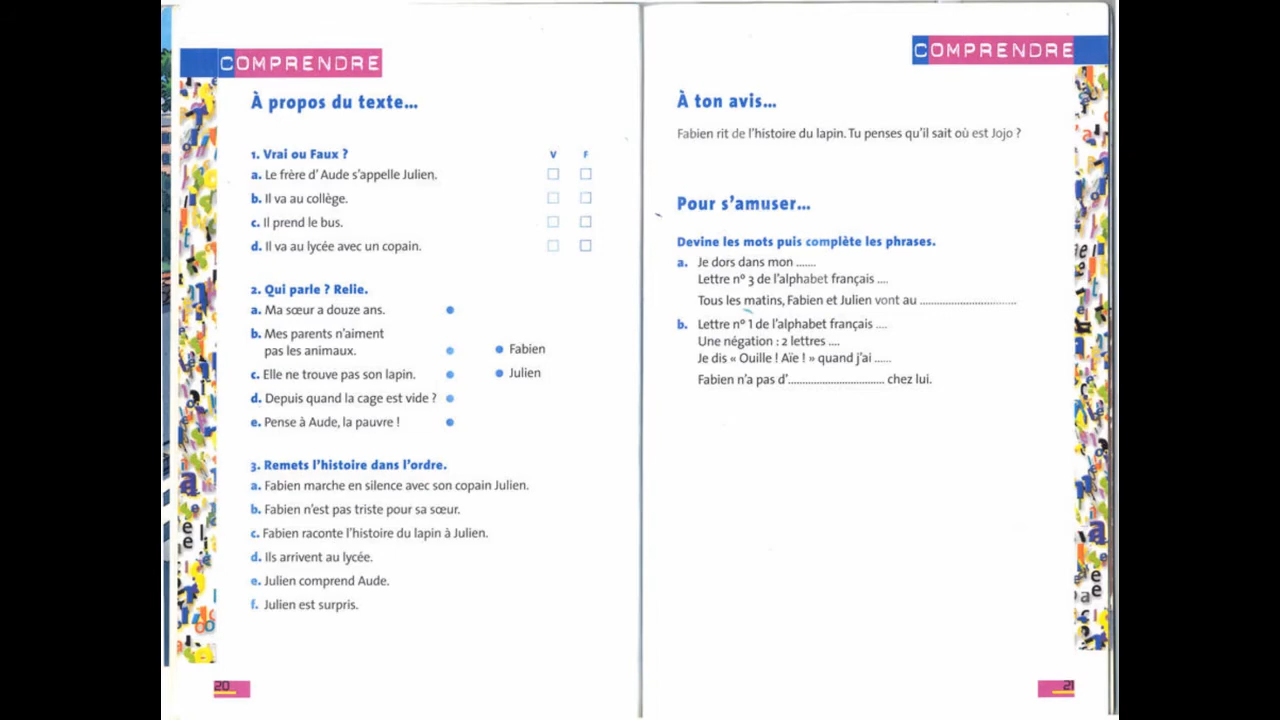 COMPRENDRE
À propos du texte...
1. Vrai ou Faux ? V F
a. Le frère d' Aude s'appelle Julien.
b. Il va au collège.
c. Il prend le bus.
d. Il va au lycée avec un copain.
2. Qui parle ? Relie.
a. Ma sœur a douze ans.
b. Mes parents n'aiment
pas les animaux.
c. Elle ne trouve pas son lapin.
d. Depuis quand la cage est vide ?
e. Pense à Aude, la pauvre !
Fabien
Julien
3. Remets l'histoire dans l'ordre.
a. Fabien marche en silence avec son copain Julien.
b. Fabien n'est pas triste pour sa sœur.
c. Fabien raconte l'histoire du lapin à Julien.
d. Ils arrivent au lycée.
e. Julien comprend Aude.
f. Julien est surpris.
20
COMPRENDRE
À ton avis...
Fabien rit de l'histoire du lapin. Tu penses qu'il sait où est Jojo ?
Pour s'amuser...
Devine les mots puis complète les phrases.
a. Je dors dans mon .......
Lettre nº 3 de l'alphabet français ....
Tous les matins, Fabien et Julien vont au .................................
b. Lettre nº 1 de l'alphabet français ....
Une négation : 2 lettres ....
Je dis « Ouille ! Aïe ! » quand j'ai ......
Fabien n'a pas d'................................. chez lui.
21